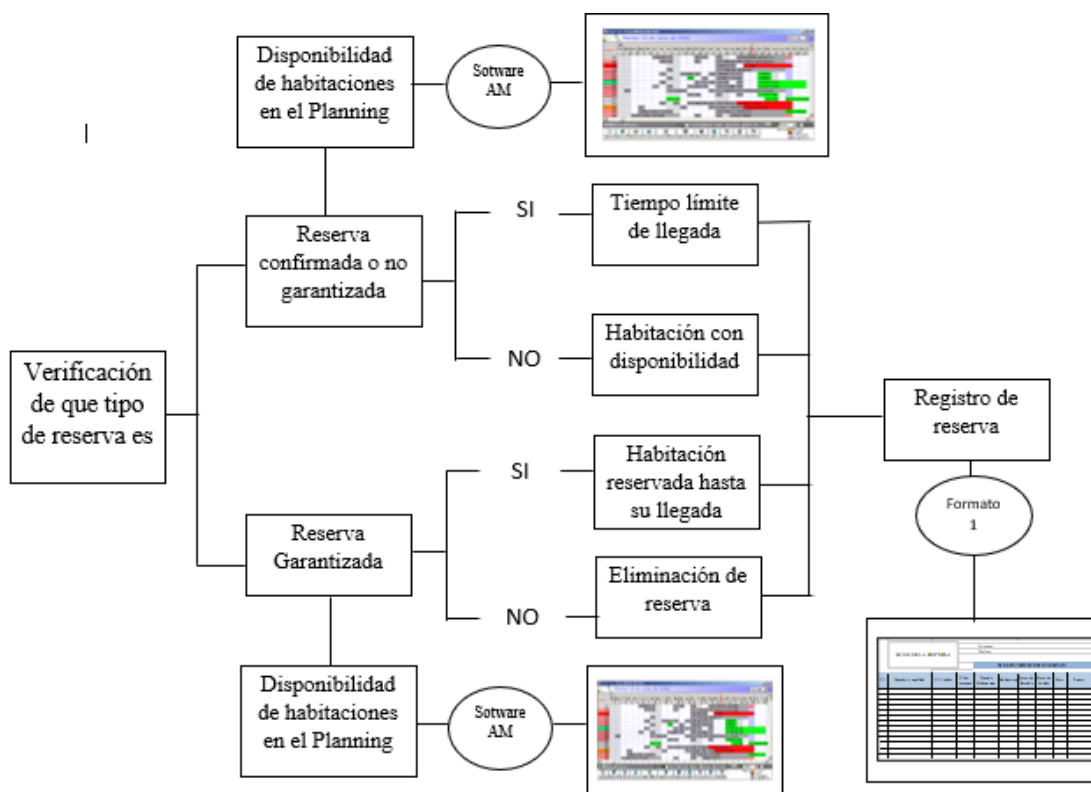 Disponibilidad
de habitaciones
en el Planning
Sotware
AM
Reserva
confirmada o no
garantizada
SI
Tiempo límite
de llegada
NO
Habitación con
disponibilidad
Verificación
de que tipo
de reserva es
Registro de
reserva
Formato
1
SI
Habitación
reservada hasta
su llegada
Reserva
Garantizada
NO
Eliminación de
reserva
Disponibilidad
de habitaciones
en el Planning
Sotware
AM